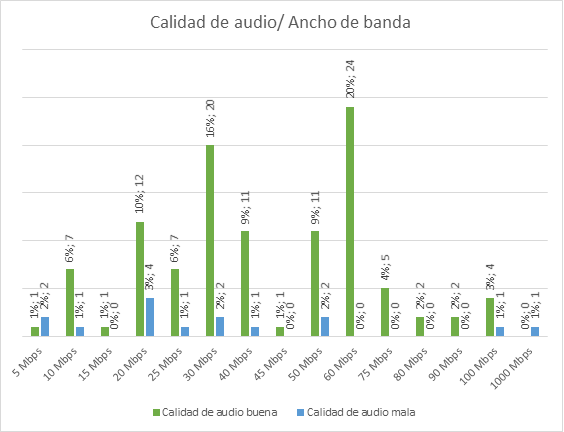 Calidad de audio/ Ancho de banda
1%; 1
2%; 2
6%; 7
1%; 1
1%; 1
0%; 0
10%; 12
3%; 4
6%; 7
1%; 1
16%; 20
2%; 2
9%; 11
1%; 1
1%; 1
0%; 0
9%; 11
2%; 2
20%; 24
0%; 0
4%; 5
0%; 0
2%; 2
0%; 0
2%; 2
0%; 0
3%; 4
1%; 1
0%; 0
1%; 1
5 Mbps
10 Mbps
15 Mbps
20 Mbps
25 Mbps
30 Mbps
40 Mbps
45 Mbps
50 Mbps
60 Mbps
75 Mbps
80 Mbps
90 Mbps
100 Mbps
1000 Mbps
Calidad de audio buena
Calidad de audio mala